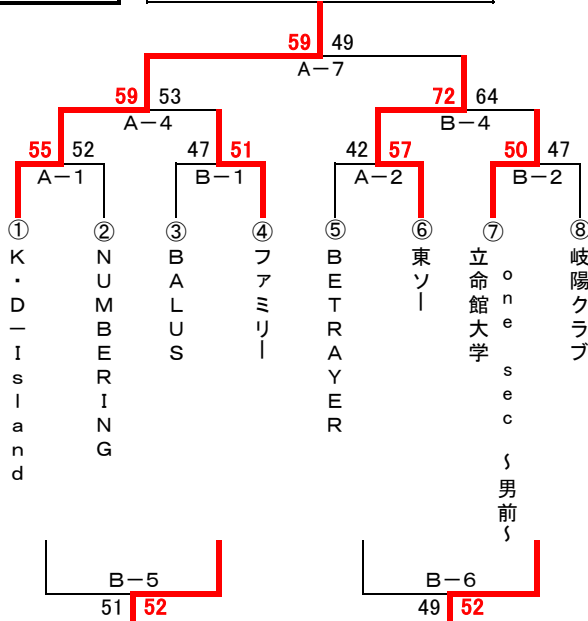 59 49
A－7
59 53
A－4
72 64
B－4
55 52
A－1
47 51
B－1
42 57
A－2
50 47
B－2
①
K・D－Island
②
NUMBERING
③
BALUS
④
ファミリー
⑤
BETRAYER
⑥
東ソー
⑦
立命館大学
one sec ～男前～
⑧
岐陽クラブ
B－5
51 52
B－6
49 52